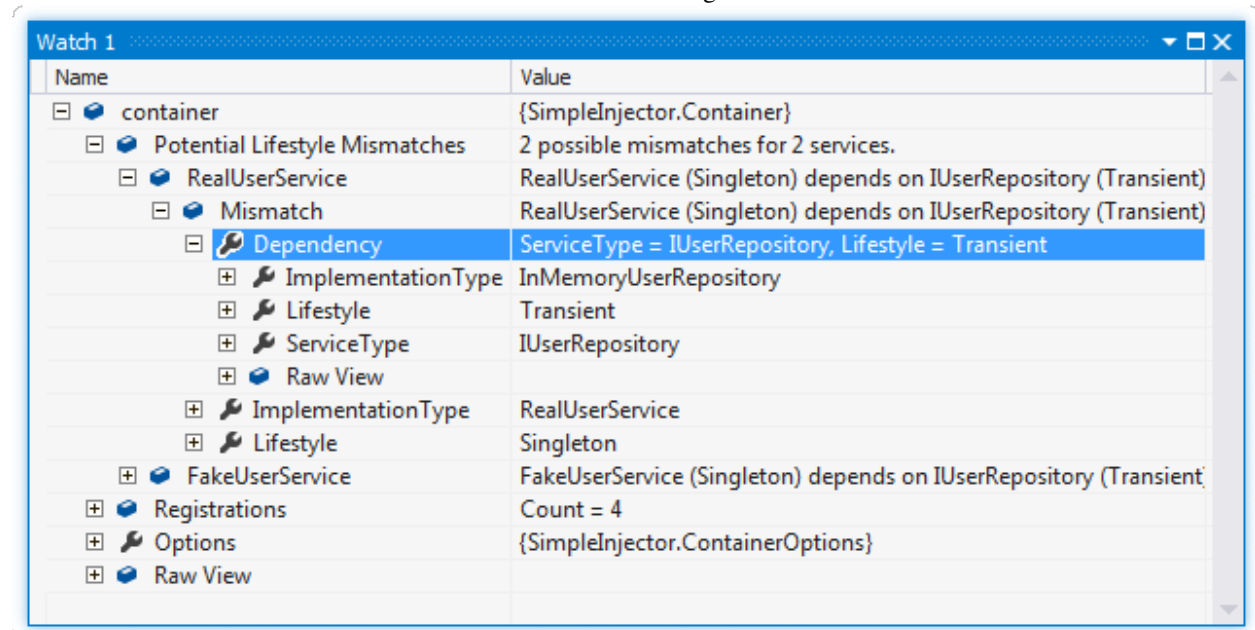 Watch 1
Name Value
container {SimpleInjector.Container}
Potential Lifestyle Mismatches 2 possible mismatches for 2 services.
RealUserService RealUserService (Singleton) depends on IUserRepository (Transient)
Mismatch RealUserService (Singleton) depends on IUserRepository (Transient)
Dependency ServiceType = IUserRepository, Lifestyle = Transient
ImplementationType InMemoryUserRepository
Lifestyle Transient
ServiceType IUserRepository
Raw View
ImplementationType RealUserService
Lifestyle Singleton
FakeUserService FakeUserService (Singleton) depends on IUserRepository (Transient)
Registrations Count = 4
Options {SimpleInjector.ContainerOptions}
Raw View